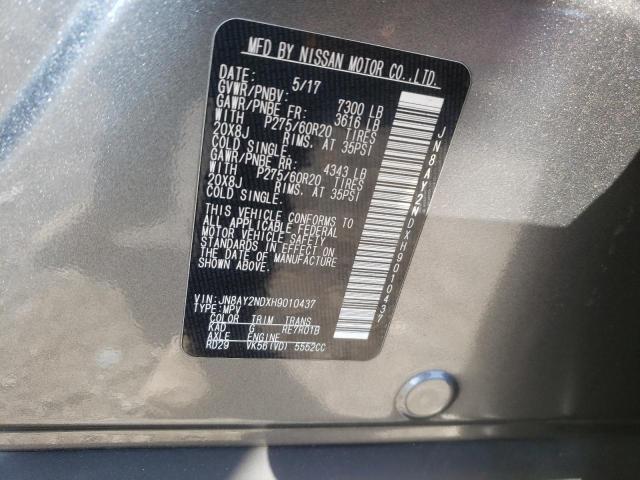 MFD BY NISSAN MOTOR CO.,LTD.
DATE: 5/17
GVWR/PNBV: 7300 LB
GAWR/PNBE FR: 3616 LB
WITH P275/60R20 TIRES
20X8J RIMS, AT 35PSI
COLD SINGLE.
GAWR/PNBE RR: 4343 LB
WITH P275/60R20 TIRES
20X8J RIMS, AT 35PSI
COLD SINGLE.
THIS VEHICLE CONFORMS TO
ALL APPLICABLE FEDERAL
MOTOR VEHICLE SAFETY
STANDARDS IN EFFECT ON
THE DATE OF MANUFACTURE
SHOWN ABOVE.
VIN: JN8AY2NDXH9010437
TYPE: MPV
COLOR TRIM TRANS
KAD G RE7R01B
AXLE ENGINE
RD29 VK56(VD) 5552CC
JN8AY2NDXH9010437